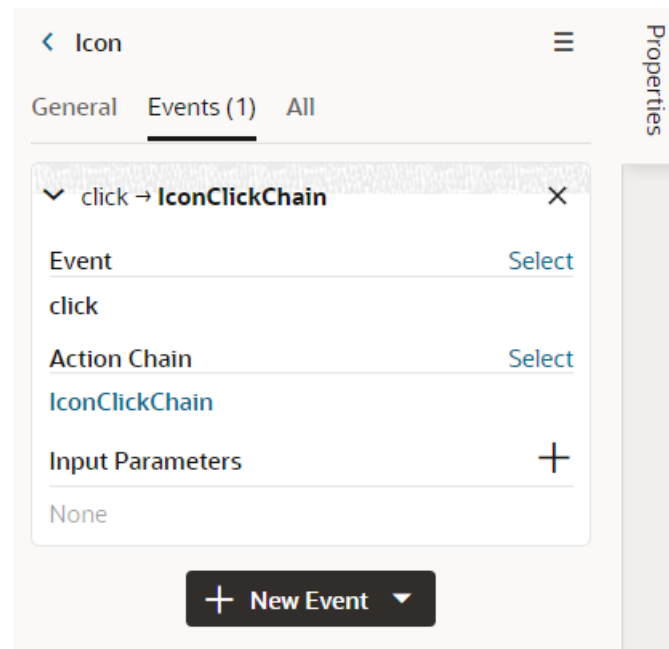 Icon
Properties
General Events (1) All
click → IconClickChain
Event Select
click
Action Chain Select
IconClickChain
Input Parameters
None
New Event